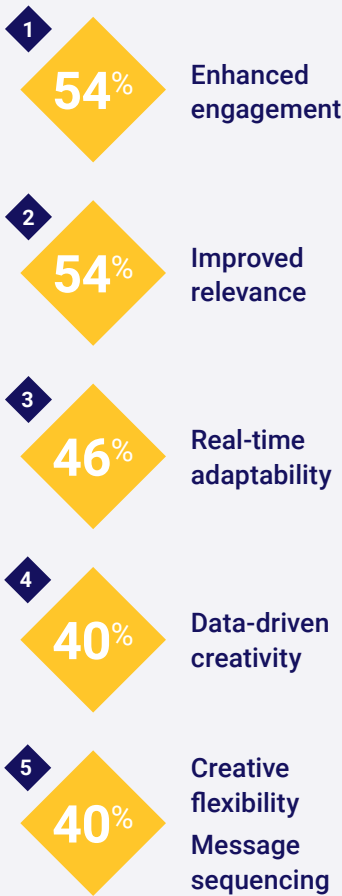 1
54%
Enhanced
engagement
2
54%
Improved
relevance
3
46%
Real-time
adaptability
4
40%
Data-driven
creativity
5
40%
Creative
flexibility
Message
sequencing